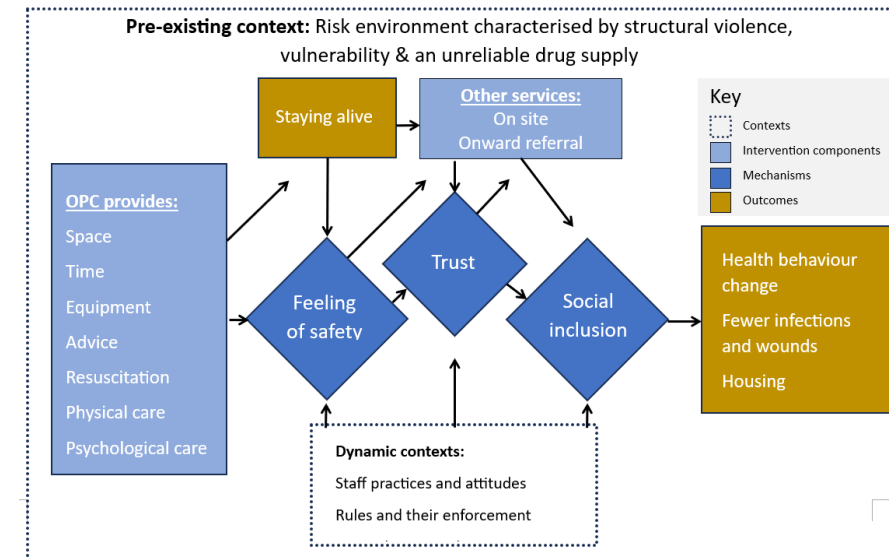 Pre-existing context: Risk environment characterised by structural violence,
vulnerability & an unreliable drug supply
Staying alive
Other services:
On site
Onward referral
Key
Contexts
Intervention components
Mechanisms
Outcomes
OPC provides:
Space
Time
Equipment
Advice
Resuscitation
Physical care
Psychological care
Feeling
of safety
Trust
Social
inclusion
Health behaviour
change
Fewer infections
and wounds
Housing
Dynamic contexts:
Staff practices and attitudes
Rules and their enforcement